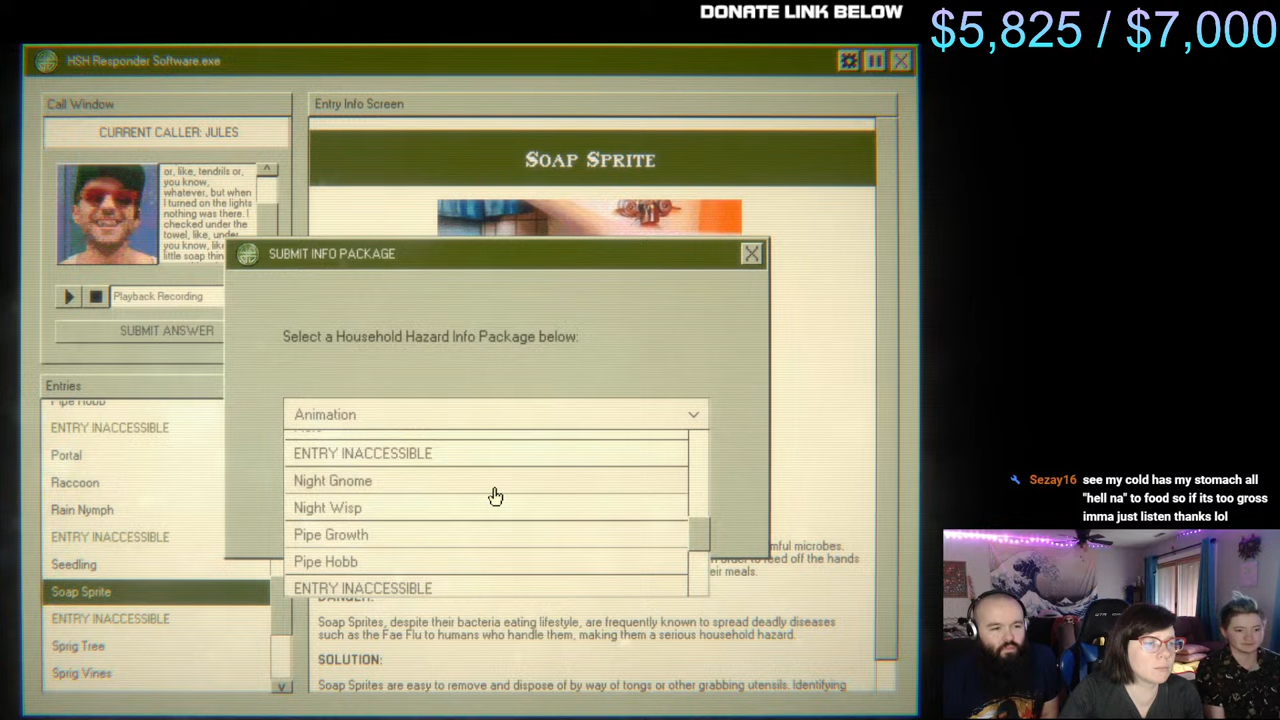 DONATE LINK BELOW
$5,825 / $7,000
HSH Responder Software.exe
Call Window
CURRENT CALLER: JULES
or, like, tendrils or,
you know,
whatever, but when
I turned on the lights
nothing was there. I
checked under the
towel, like, under,
you know, like
little soap thin
Playback Recording
SUBMIT ANSWER
Entries
Pipe Hobb
ENTRY INACCESSIBLE
Portal
Raccoon
Rain Nymph
ENTRY INACCESSIBLE
Seedling
Soap Sprite
ENTRY INACCESSIBLE
Sprig Tree
Sprig Vines
Entry Info Screen
SOAP SPRITE
SUBMIT INFO PACKAGE
Select a Household Hazard Info Package below:
Animation
ENTRY INACCESSIBLE
Night Gnome
Night Wisp
Pipe Growth
Pipe Hobb
ENTRY INACCESSIBLE
mful microbes.
order to feed off the hands
eir meals.
DANGER:
Soap Sprites, despite their bacteria eating lifestyle, are frequently known to spread deadly diseases
such as the Fae Flu to humans who handle them, making them a serious household hazard.
SOLUTION:
Soap Sprites are easy to remove and dispose of by way of tongs or other grabbing utensils. Identifying
Sezay16 see my cold has my stomach all
"hell na" to food so if its too gross
imma just listen thanks lol